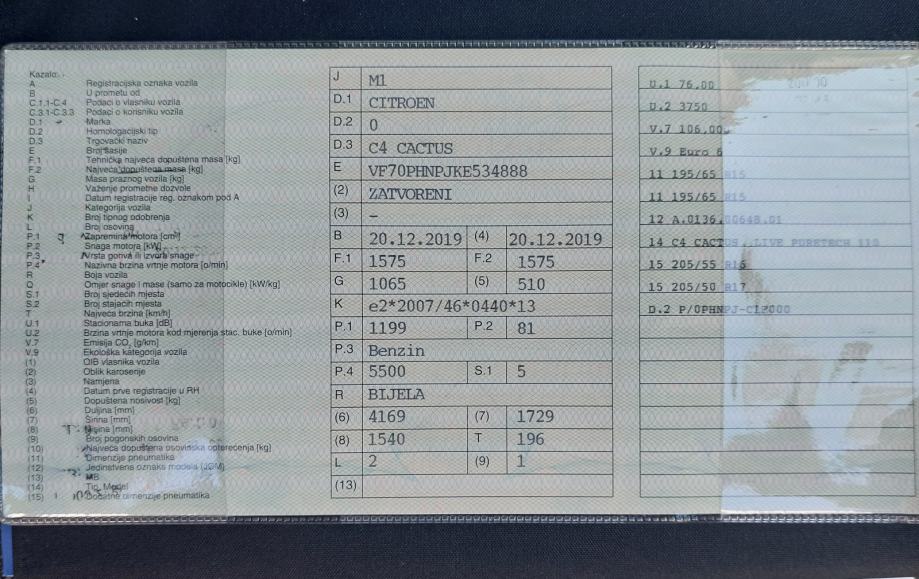 Kazalo:
A Registracijska oznaka vozila
B U prometu od
C.1.1-C.4 Podaci o vlasniku vozila
C.3.1-C.3.3 Podaci o korisniku vozila
D.1 Marka
D.2 Homologacijski tip
D.3 Trgovački naziv
E Broj šasije
F.1 Tehnička najveća dopuštena masa [kg]
F.2 Najveća dopuštena masa [kg]
G Masa praznog vozila [kg]
H Važenje prometne dozvole
I Datum registracije reg. oznakom pod A
J Kategorija vozila
K Broj tipnog odobrenja
L Broj osovina
P.1 Zapremina motora [cm³]
P.2 Snaga motora [kW]
P.3 Vrsta goriva ili izvora snage
P.4 Nazivna brzina vrtnje motora [o/min]
R Boja vozila
Q Omjer snage i mase (samo za motocikle) [kW/kg]
S.1 Broj sjedećih mjesta
S.2 Broj stajaćih mjesta
T Najveća brzina [km/h]
U.1 Stacionarna buka [dB]
U.2 Brzina vrtnje motora kod mjerenja stac. buke [o/min]
V.7 Emisija CO₂ [g/km]
V.9 Ekološka kategorija vozila
(1) OIB vlasnika vozila
(2) Oblik karoserije
(3) Namjena
(4) Datum prve registracije u RH
(5) Dopuštena nosivost [kg]
(6) Duljina [mm]
(7) Širina [mm]
(8) Visina [mm]
(9) Broj pogonskih osovina
(10) Najveća dopuštena osovinska opterećenja [kg]
(11) Dimenzije pneumatika
(12) Jedinstvena oznaka modela (JOM)
(13) MB
(14) Tip, Model
(15) Dodatne dimenzije pneumatika
J M1
D.1 CITROEN
D.2 0
D.3 C4 CACTUS
E VF70PHNPJKE534888
(2) ZATVORENI
(3) –
B 20.12.2019 (4) 20.12.2019
F.1 1575 F.2 1575
G 1065 (5) 510
K e2*2007/46*0440*13
P.1 1199 P.2 81
P.3 Benzin
P.4 5500 S.1 5
R BIJELA
(6) 4169 (7) 1729
(8) 1540 T 196
L 2 (9) 1
(13)
U.1 76,00
U.2 3750
V.7 106,00
V.9 Euro 6
11 195/65 R15
11 195/65 R15
12 A.0136.00648.01
14 C4 CACTUS, LIVE PURETECH 110
15 205/55 R16
15 205/50 R17
D.2 P/0PHNPJ-C12000